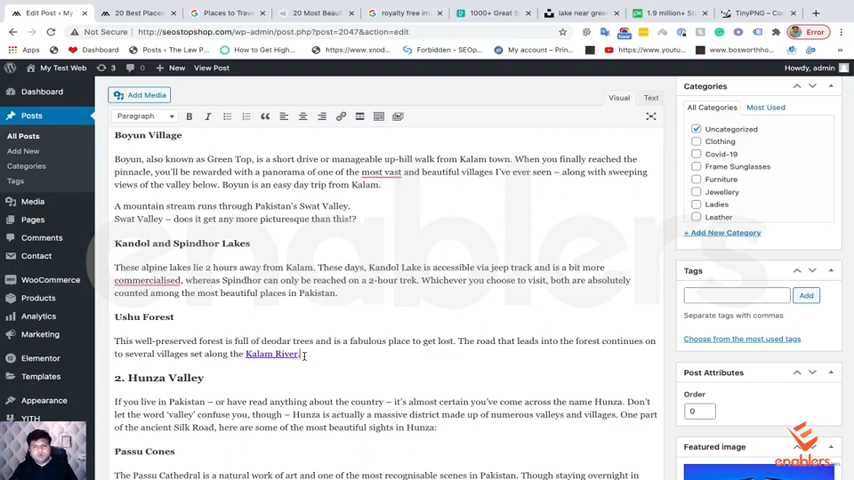 Edit Post ‹ My
20 Best Places
Places to Trave
20 Most Beauti
royalty free im
1000+ Great S
lake near gree
1.9 million+ St
TinyPNG – Co
Not Secure | http://seostopshop.com/wp-admin/post.php?post=2047&action=edit
Error
Apps
Boxed
Dashboard
Posts ‹ The Law P...
How to Get High...
https://www.xnod...
Forbidden - SEOp...
My account – Prin...
https://www.samp...
www.bosworthho...
My Test Web
3
0
New
View Post
Howdy, admin
Dashboard
Posts
All Posts
Add New
Categories
Tags
Media
Pages
Comments
Contact
WooCommerce
Products
Analytics
Marketing
Elementor
Templates
Appearance
YITH
Add Media
Visual
Text
Paragraph
Boyun Village
Boyun, also known as Green Top, is a short drive or manageable up-hill walk from Kalam town. When you finally reached the
pinnacle, you'll be rewarded with a panorama of one of the most vast and beautiful villages I've ever seen – along with sweeping
views of the valley below. Boyun is an easy day trip from Kalam.
A mountain stream runs through Pakistan's Swat Valley.
Swat Valley – does it get any more picturesque than this!?
Kandol and Spindhor Lakes
These alpine lakes lie 2 hours away from Kalam. These days, Kandol Lake is accessible via jeep track and is a bit more
commercialised, whereas Spindhor can only be reached on a 2-hour trek. Whichever you choose to visit, both are absolutely
counted among the most beautiful places in Pakistan.
Ushu Forest
This well-preserved forest is full of deodar trees and is a fabulous place to get lost. The road that leads into the forest continues on
to several villages set along the Kalam River.
2. Hunza Valley
If you live in Pakistan – or have read anything about the country – it's almost certain you've come across the name Hunza. Don't
let the word 'valley' confuse you, though – Hunza is actually a massive district made up of numerous valleys and villages. One part
of the ancient Silk Road, here are some of the most beautiful sights in Hunza:
Passu Cones
The Passu Cathedral is a natural work of art and one of the most recognisable scenes in Pakistan. Though staying overnight in
Categories
All Categories
Most Used
Uncategorized
Clothing
Covid-19
Frame Sunglasses
Furniture
Jewellery
Ladies
Leather
+ Add New Category
Tags
Add
Separate tags with commas
Choose from the most used tags
Post Attributes
Order
0
Featured image
enablers
enablers